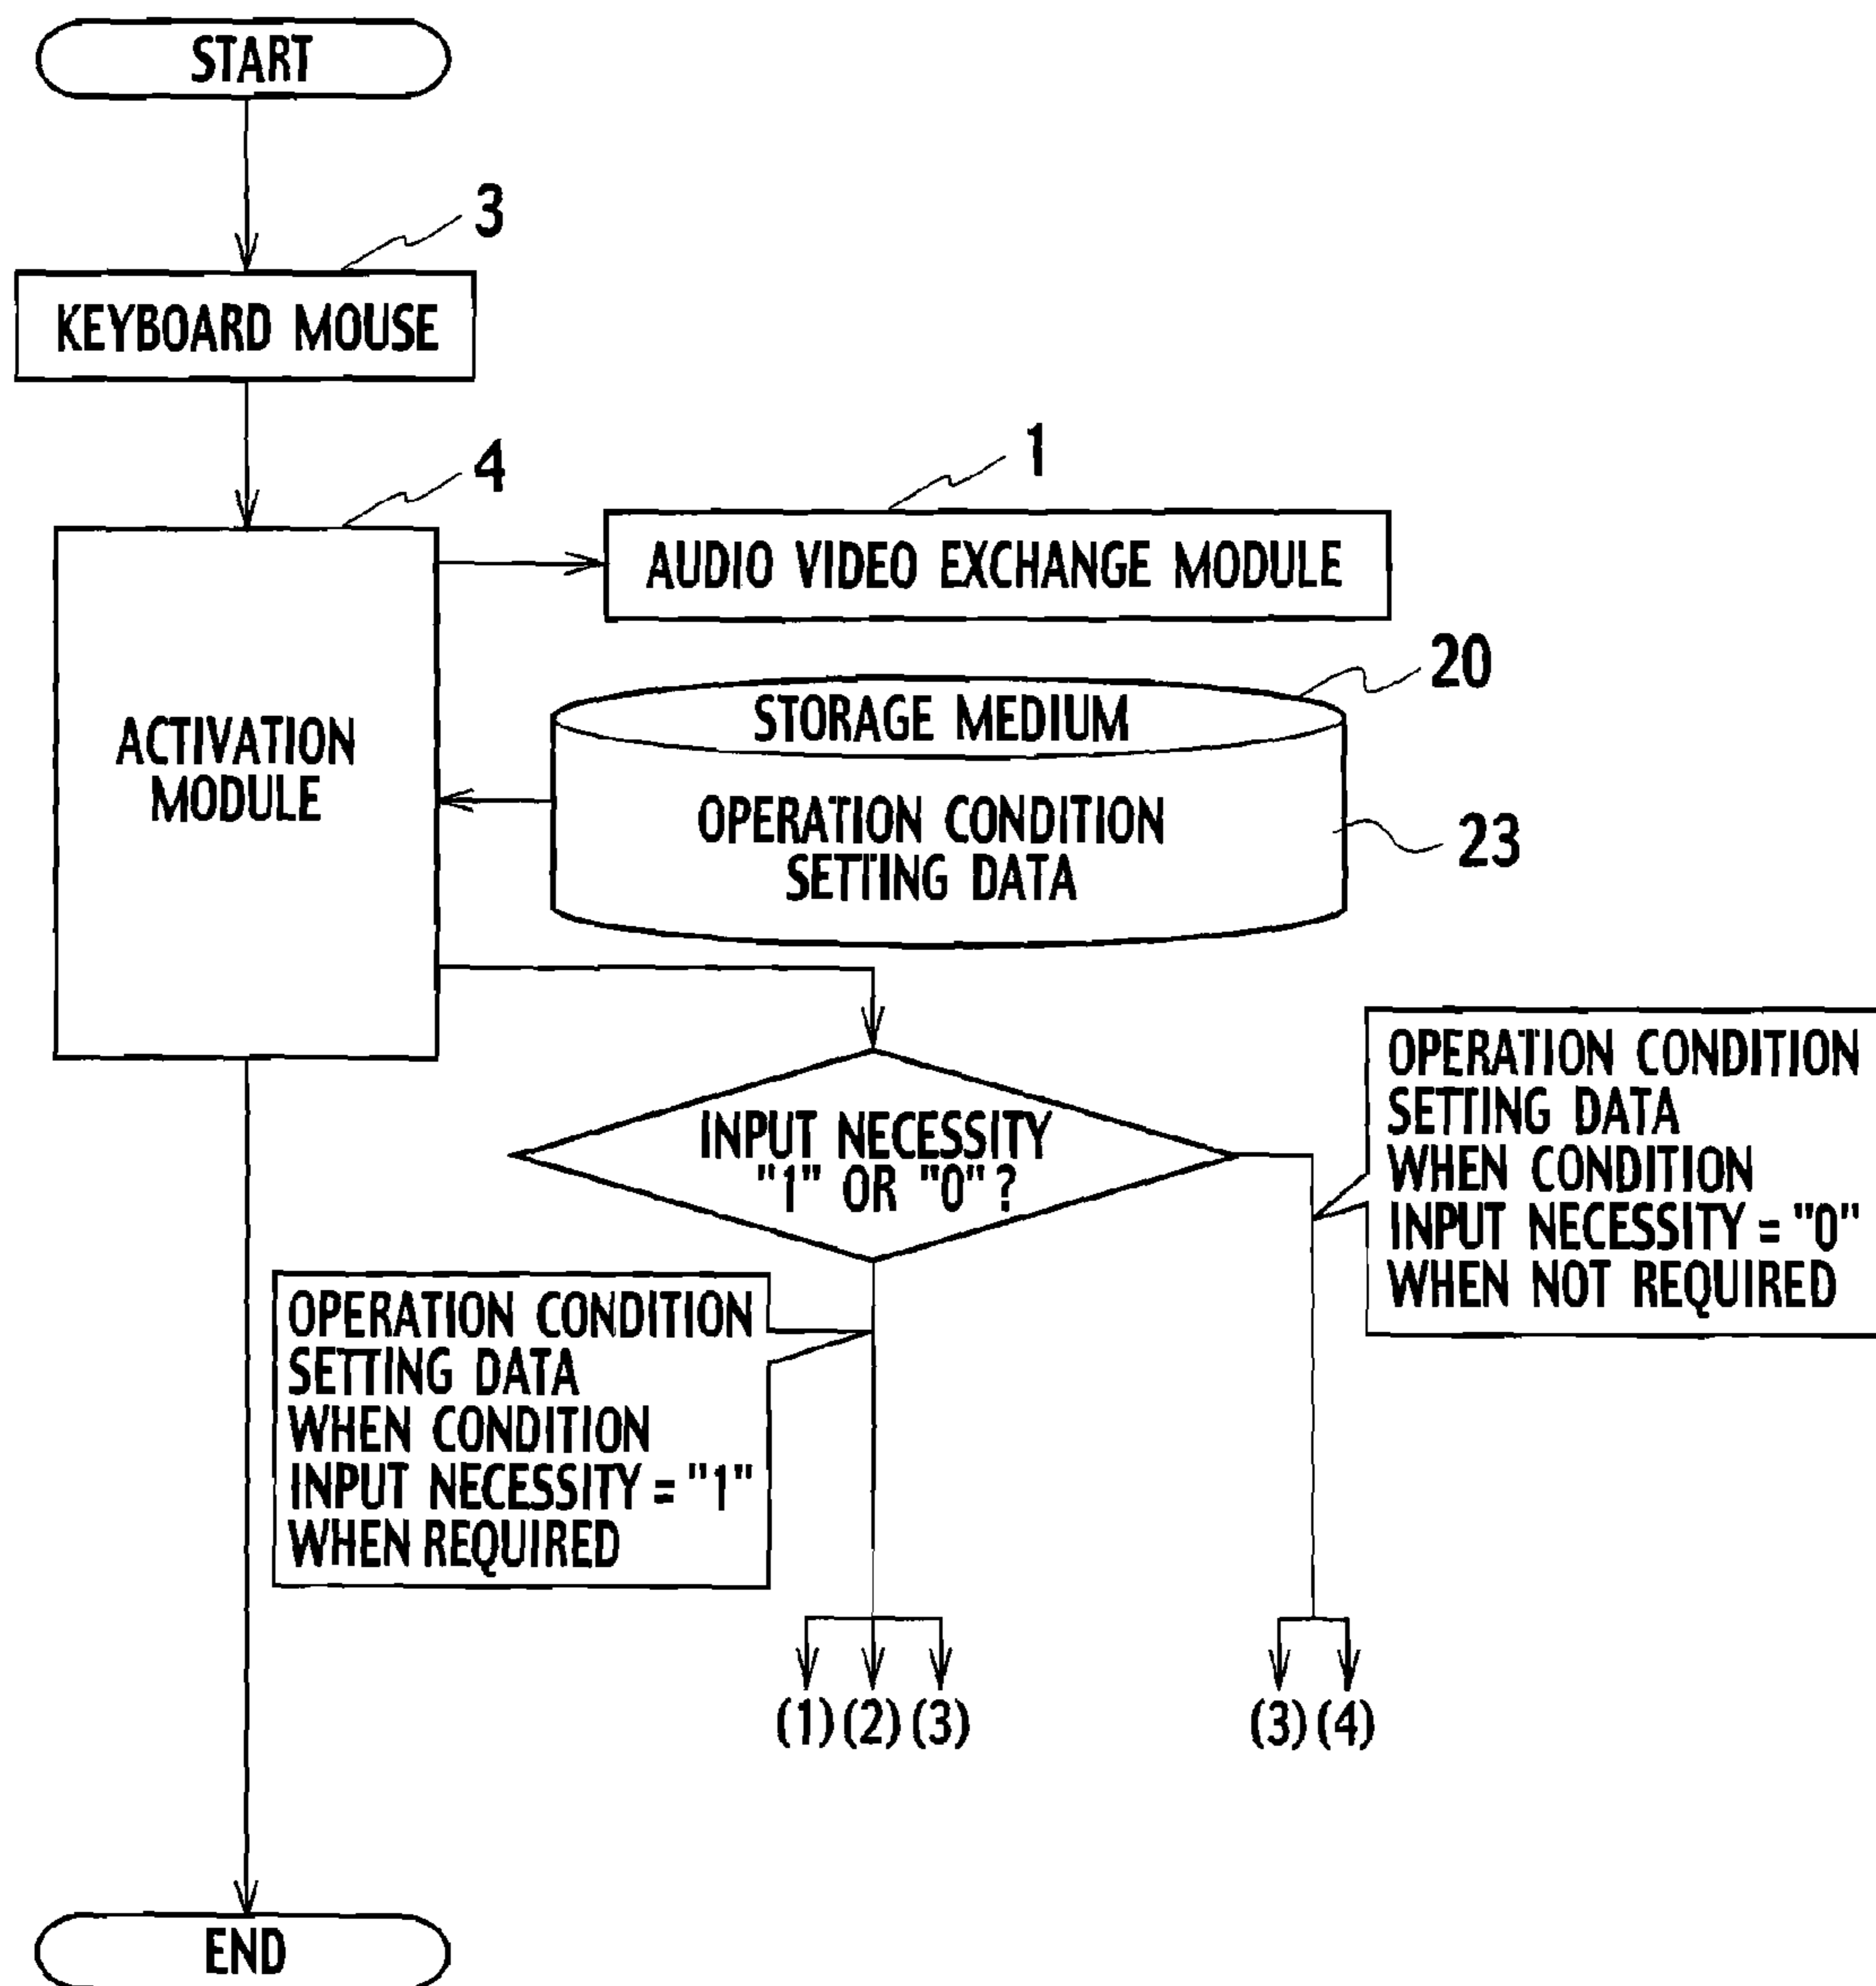 START
3
KEYBOARD MOUSE
4
1
AUDIO VIDEO EXCHANGE MODULE
20
STORAGE MEDIUM
ACTIVATION
MODULE
OPERATION CONDITION
SETTING DATA
23
INPUT NECESSITY
"1" OR "0"?
OPERATION CONDITION
SETTING DATA
WHEN CONDITION
INPUT NECESSITY = "0"
WHEN NOT REQUIRED
OPERATION CONDITION
SETTING DATA
WHEN CONDITION
INPUT NECESSITY = "1"
WHEN REQUIRED
(1) (2) (3)
(3) (4)
END